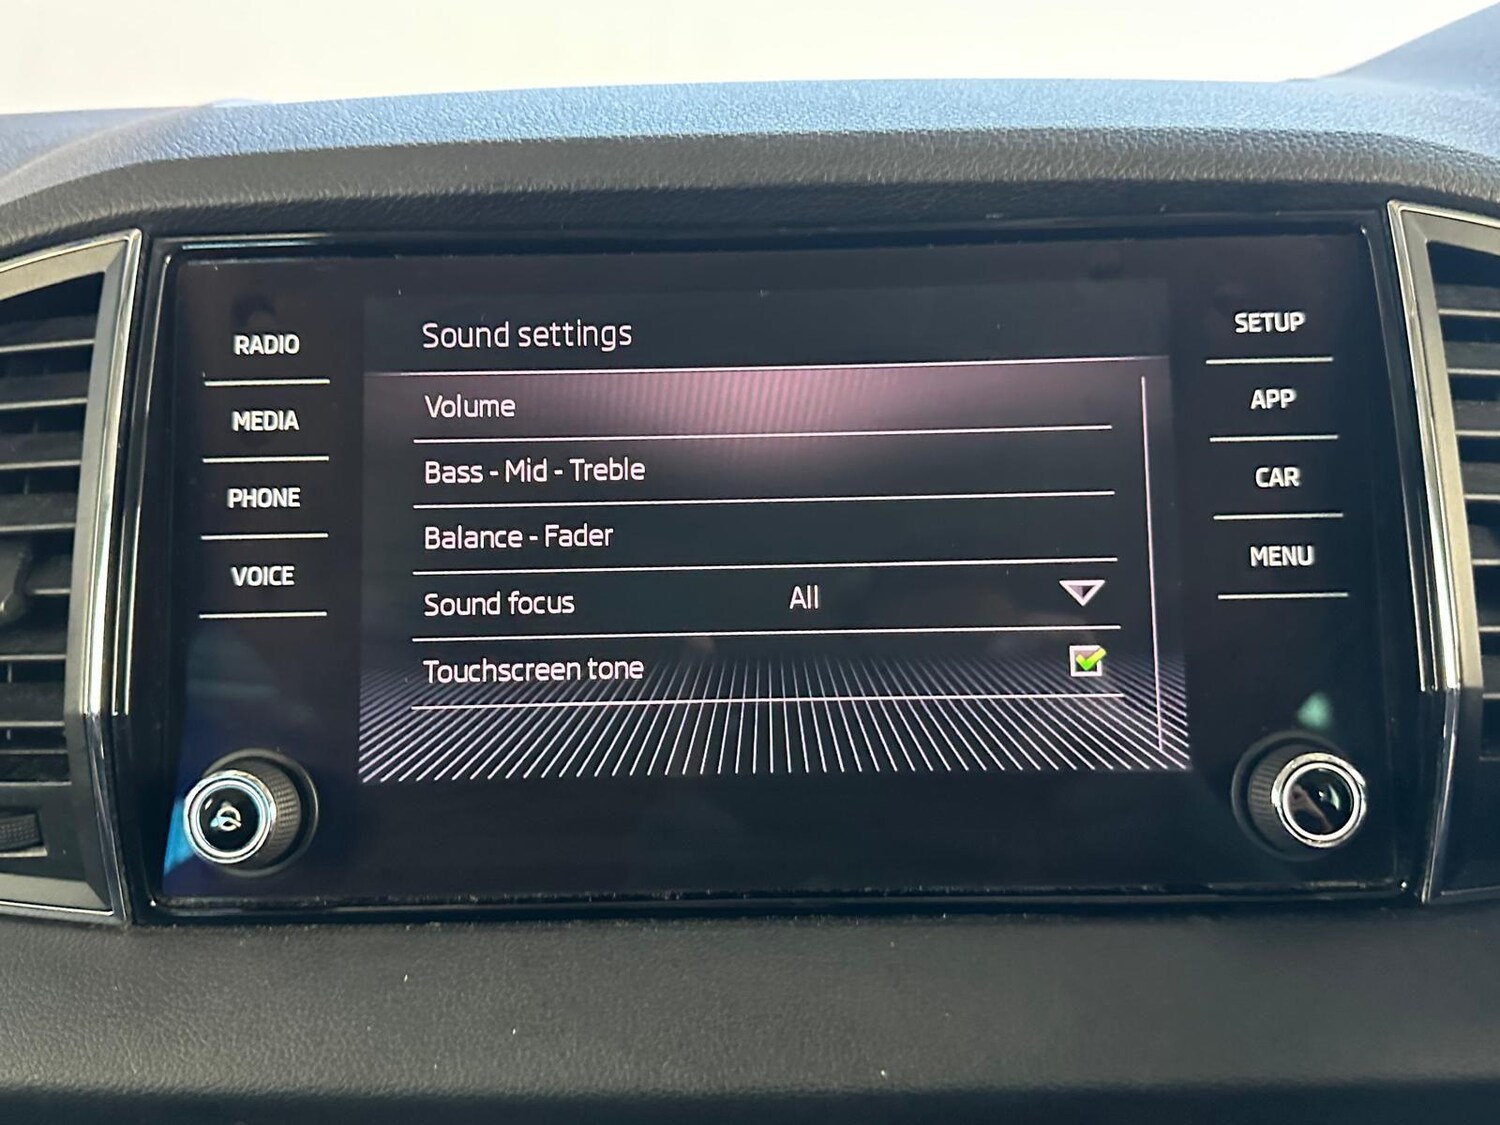 RADIO
MEDIA
PHONE
VOICE
Sound settings
Volume
Bass - Mid - Treble
Balance - Fader
Sound focus All
Touchscreen tone
SETUP
APP
CAR
MENU